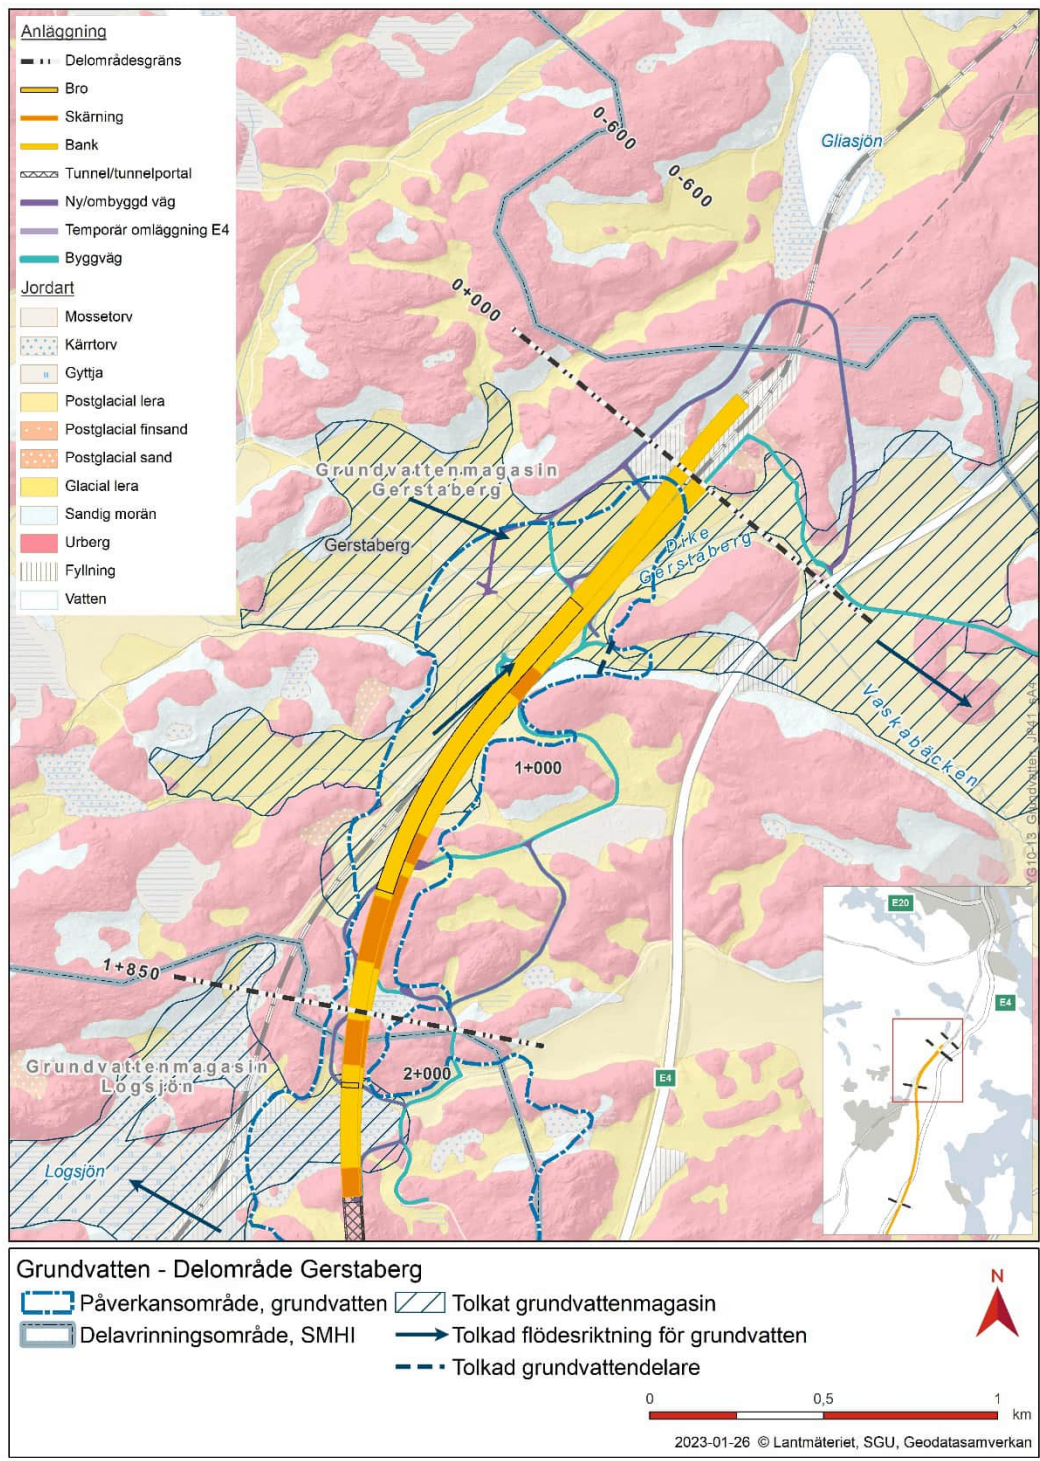 Anläggning
Delområdesgräns
Bro
Skärning
Bank
Tunnel/tunnelportal
Ny/ombyggd väg
Temporär omläggning E4
Byggväg
Jordart
Mossetorv
Kärrtorv
Gyttja
Postglacial lera
Postglacial finsand
Postglacial sand
Glacial lera
Sandig morän
Urberg
Fyllning
Vatten
0-600
Gliasjön
0-600
0+000
Grundvattenmagasin
Gerstaberg
Gerstaberg
Dike
Gerstaberg
Vaskabäcken
1+000
1+850
Grundvattenmagasin
Logsjön
2+000
E4
Logsjön
E20
E4
Grundvatten - Delområde Gerstaberg
Påverkansområde, grundvatten
Delavrinningsområde, SMHI
Tolkat grundvattenmagasin
Tolkad flödesriktning för grundvatten
Tolkad grundvattendelare
N
0 0,5 1
km
2023-01-26 © Lantmäteriet, SGU, Geodatasamverkan